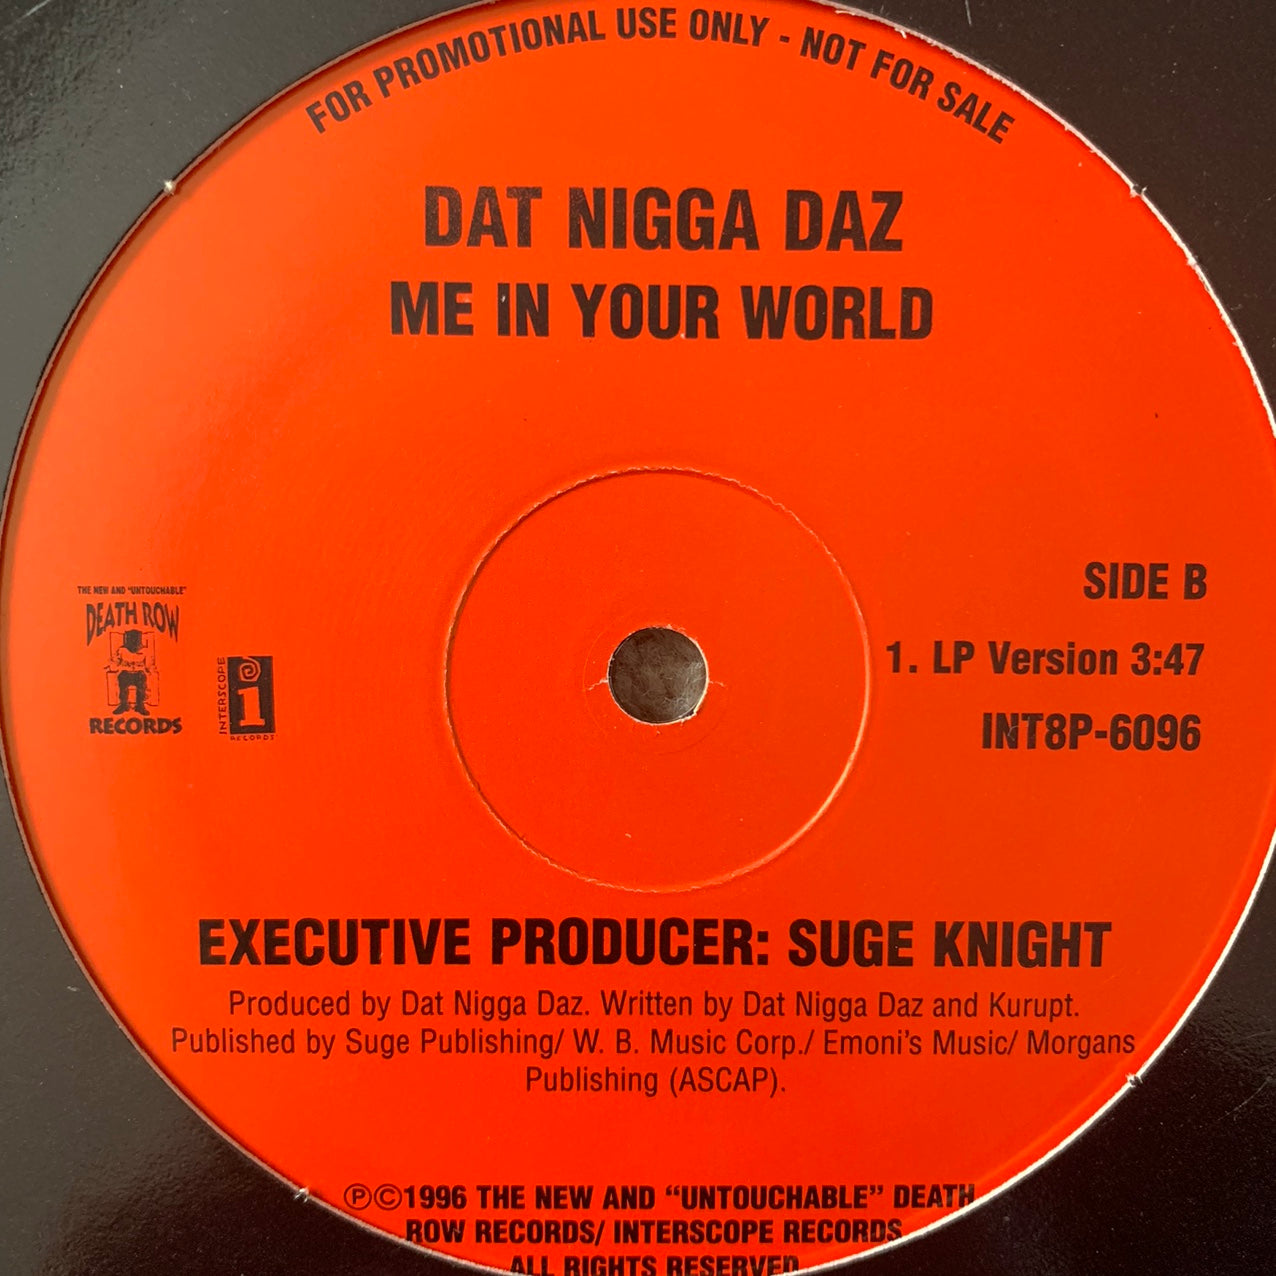 FOR PROMOTIONAL USE ONLY - NOT FOR SALE
DAT NIGGA DAZ
ME IN YOUR WORLD
SIDE B
1. LP Version 3:47
INT8P-6096
THE NEW AND "UNTOUCHABLE"
DEATH ROW
RECORDS
INTERSCOPE
i
RECORDS
EXECUTIVE PRODUCER: SUGE KNIGHT
Produced by Dat Nigga Daz. Written by Dat Nigga Daz and Kurupt.
Published by Suge Publishing/ W. B. Music Corp./ Emoni's Music/ Morgans
Publishing (ASCAP).
℗©1996 THE NEW AND “UNTOUCHABLE” DEATH
ROW RECORDS/ INTERSCOPE RECORDS
ALL RIGHTS RESERVED